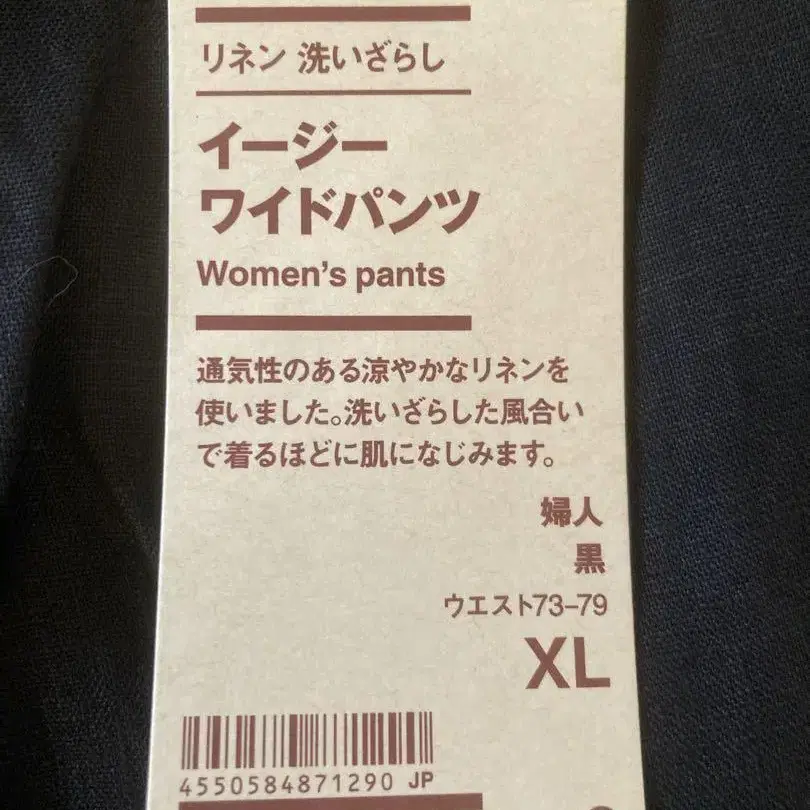 リネン 洗いざらし
イージー
ワイドパンツ
Women's pants
通気性のある涼やかなリネンを
使いました。洗いざらした風合い
で着るほどに肌になじみます。
婦人
黒
ウエスト73–79
XL
4550584871290 JP